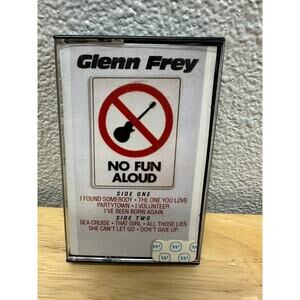 Glenn Frey
NO FUN
ALOUD
SIDE ONE
I FOUND SOMEBODY • THE ONE YOU LOVE
PARTYTOWN • I VOLUNTEER
I'VE BEEN BORN AGAIN
SIDE TWO
SEA CRUISE • THAT GIRL • ALL THOSE LIES
SHE CAN'T LET GO • DON'T GIVE UP